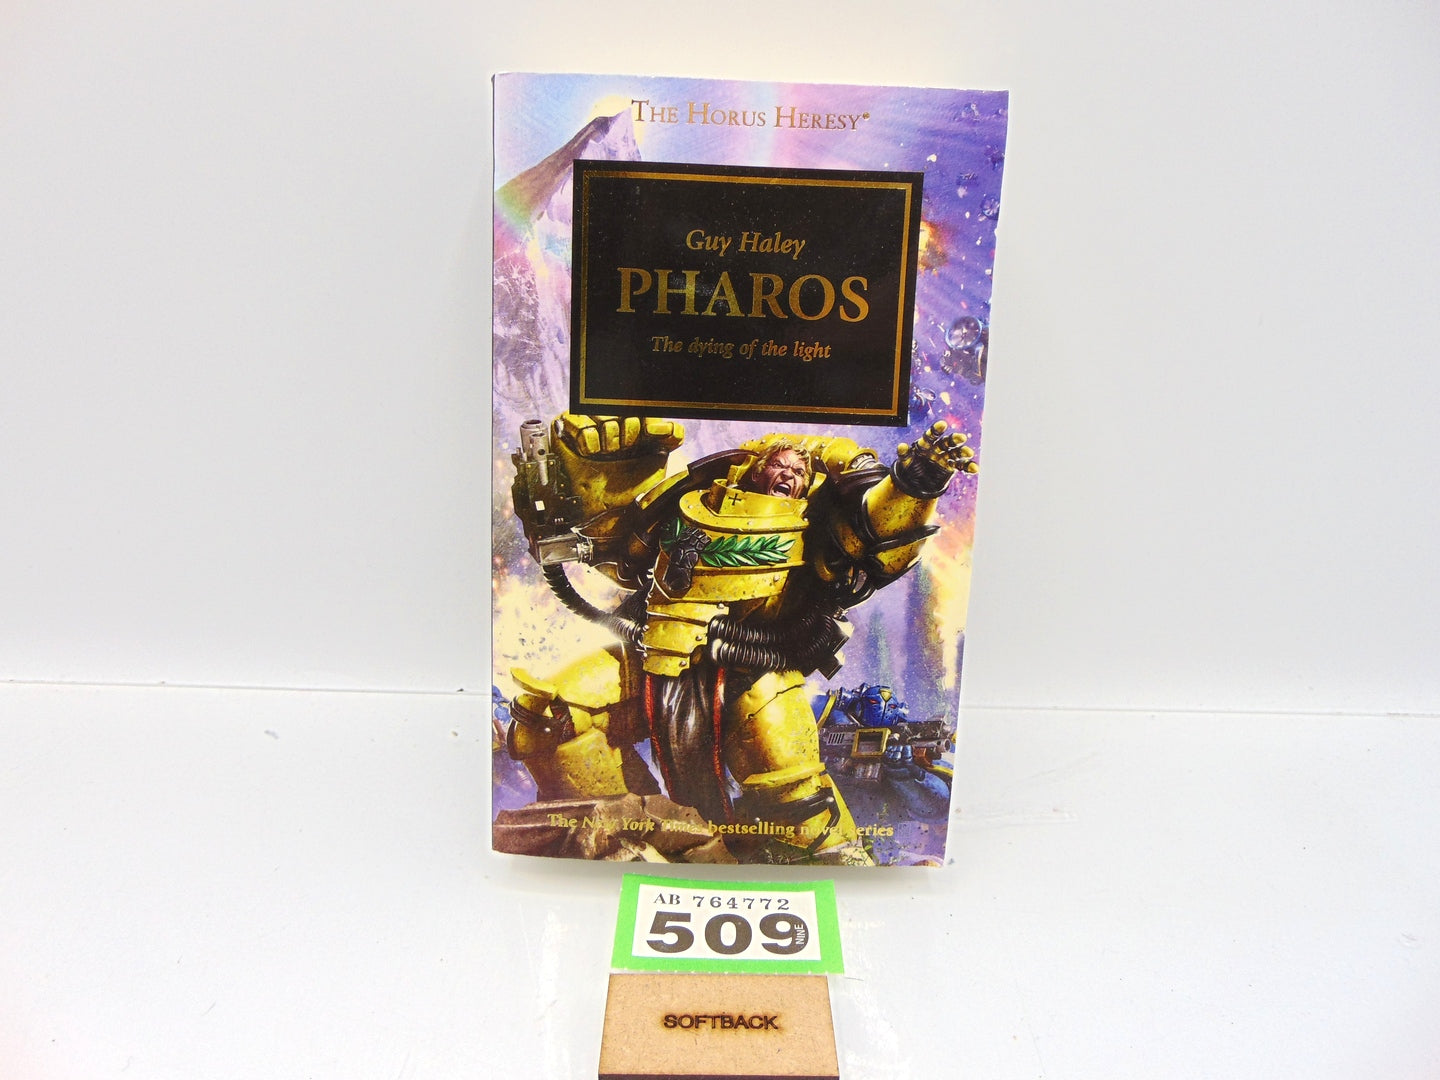 THE HORUS HERESY®
Guy Haley
PHAROS
The dying of the light
The New York Times bestselling novel series
AB 764772
509
NINE
SOFTBACK